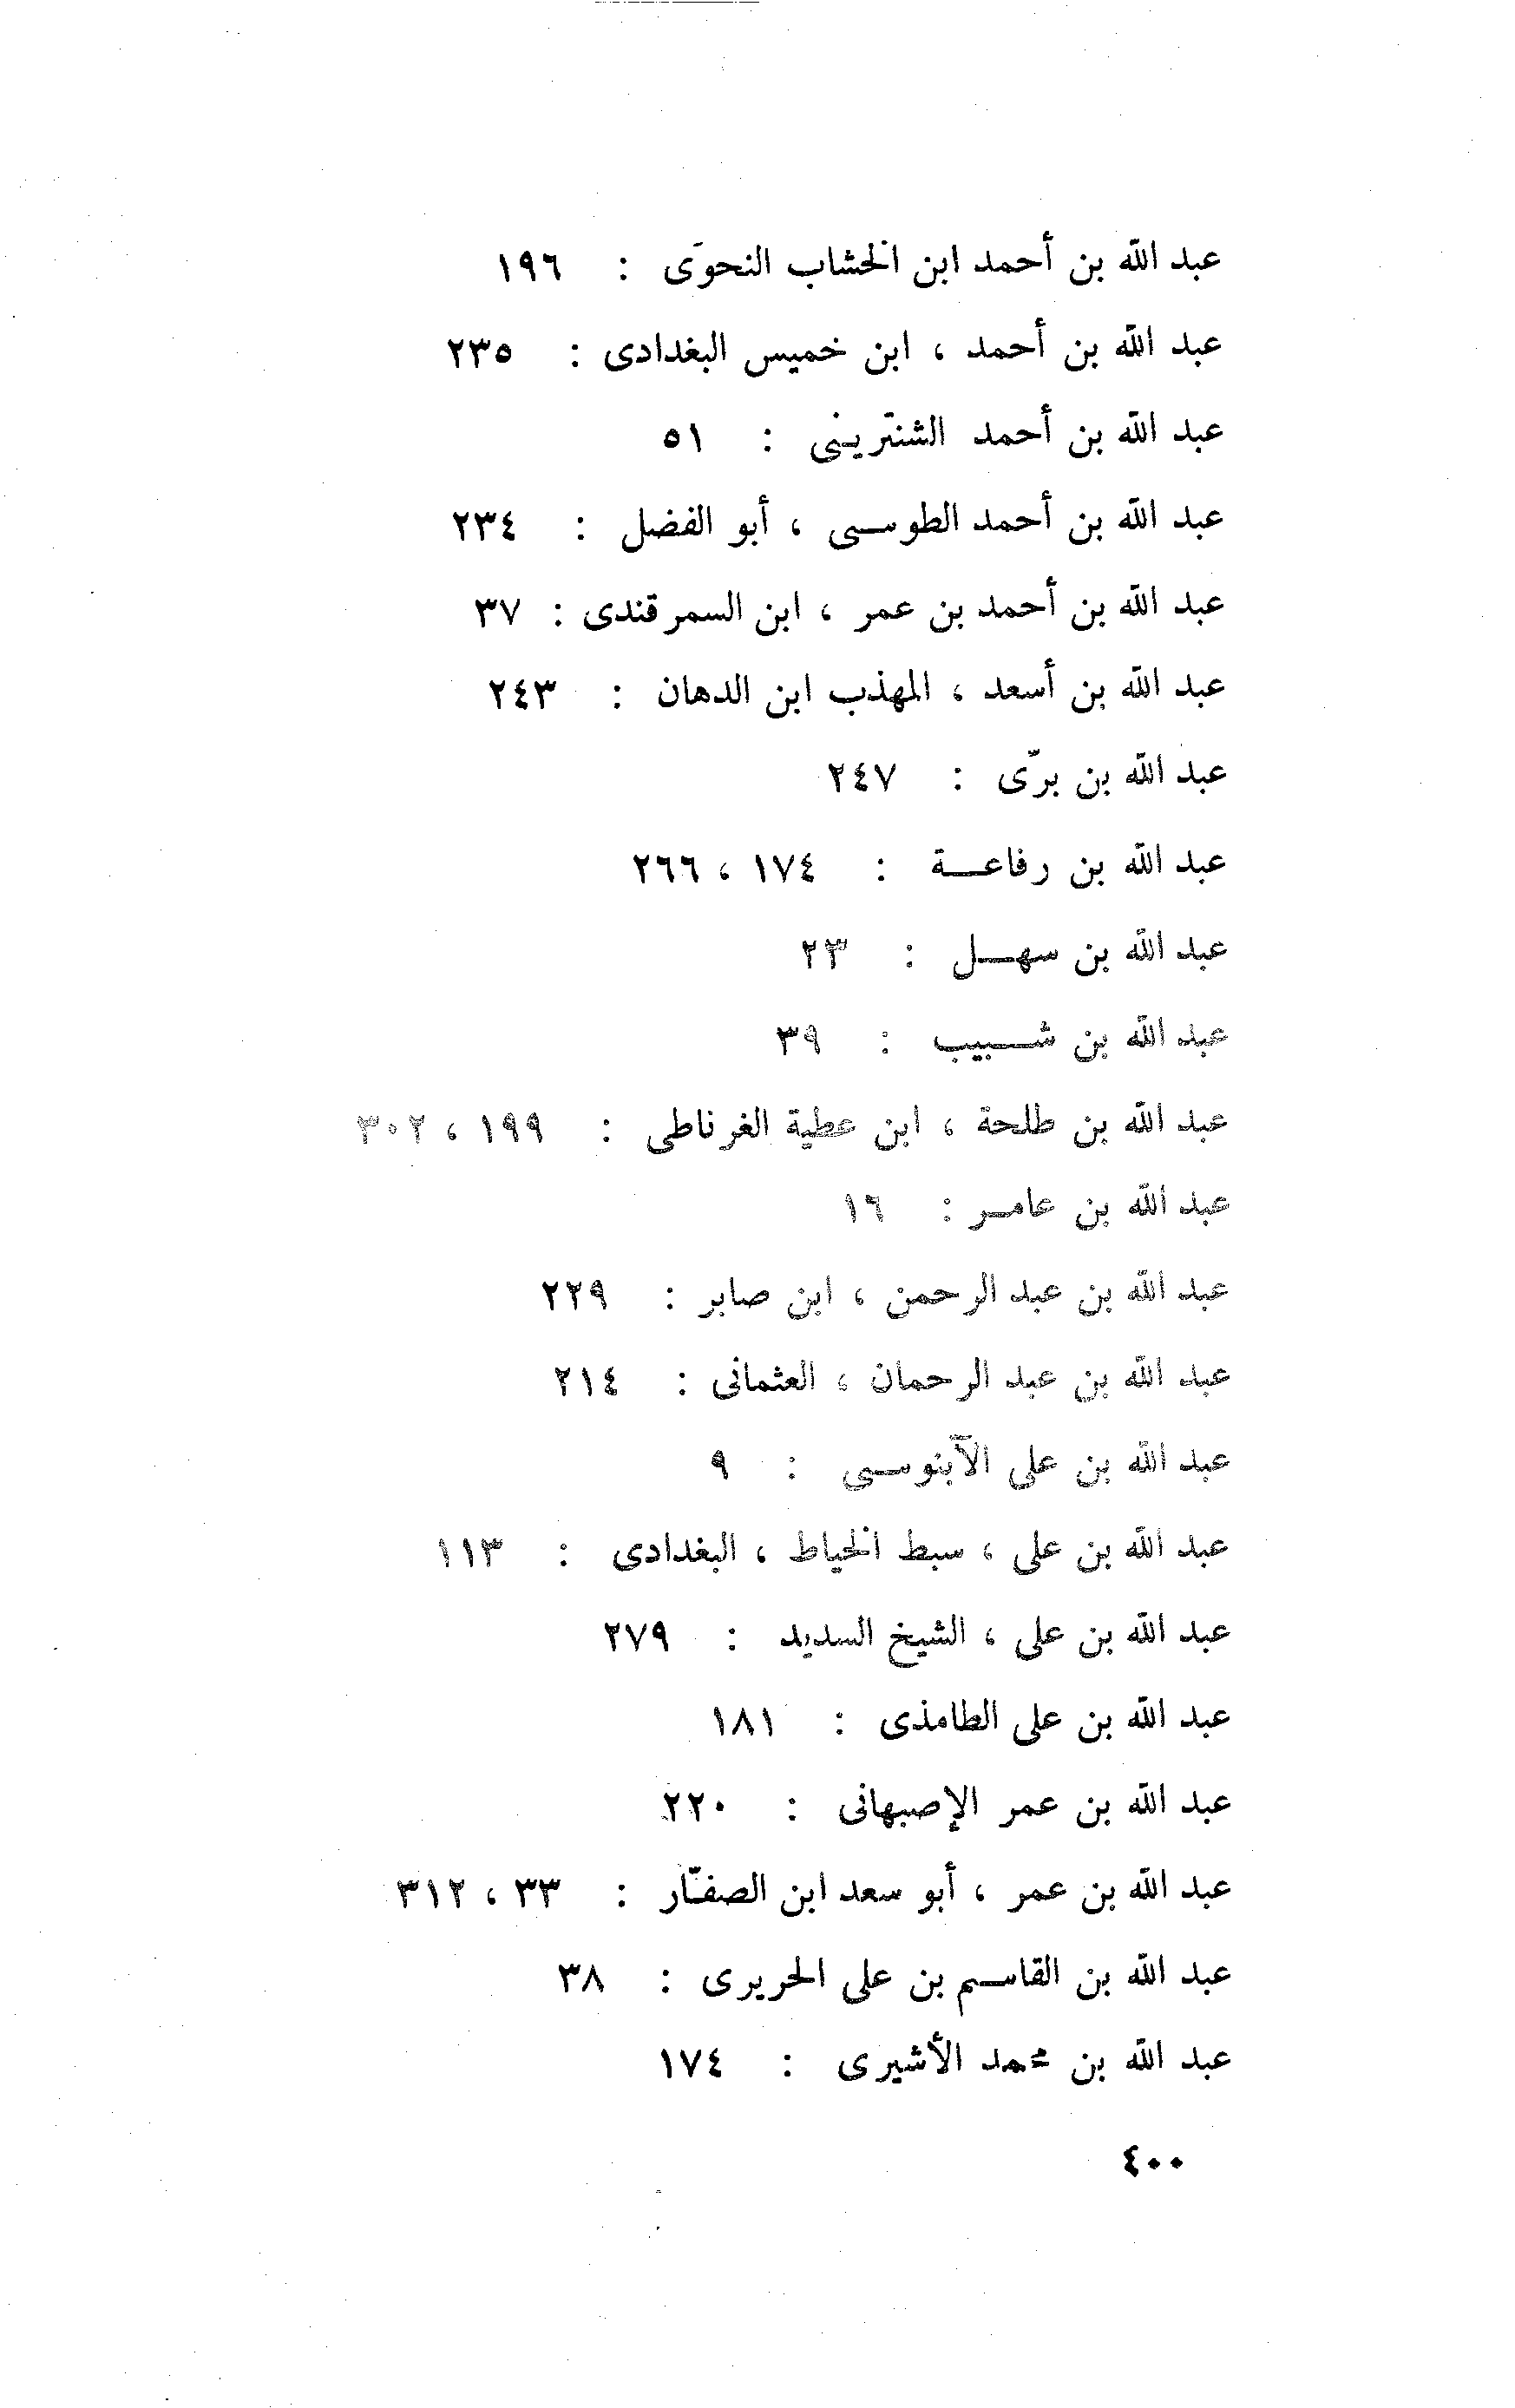 عبد الله بن أحمد ابن الخشاب النحوى : ١٩٦
عبد الله بن أحمد ، ابن خميس البغدادى : ٢٣٥
عبد الله بن أحمد الشنترينى : ٥١
عبد الله بن أحمد الطوسى ، أبو الفضل : ٢٣٤
عبد الله بن أحمد بن عمر ، ابن السمرقندى : ٣٧
عبد الله بن أسعد ، المهذب ابن الدهان : ٢٤٣
عبد الله بن برّى : ٢٤٧
عبد الله بن رفاعة : ١٧٤ ، ٢٦٦
عبد الله بن سهل : ٢٣
عبد الله بن شبيب : ٣٩
عبد الله بن طلحة ، ابن عطية الغرناطى : ١٩٩ ، ٣٠٢
عبد الله بن عامر : ١٦
عبد الله بن عبد الرحمن ، ابن صابر : ٢٢٩
عبد الله بن عبد الرحمان ، العثمانى : ٢١٤
عبد الله بن على الآبنوسى : ٩
عبد الله بن على ، سبط الخياط ، البغدادى : ١١٣
عبد الله بن على ، الشيخ السديد : ٢٧٩
عبد الله بن على الطامذى : ١٨١
عبد الله بن عمر الإصبهانى : ٢٢٠
عبد الله بن عمر ، أبو سعد ابن الصفّار : ٣٣ ، ٣١٢
عبد الله بن القاسم بن على الحريرى : ٣٨
عبد الله بن محمد الأشيرى : ١٧٤
٤٠٠